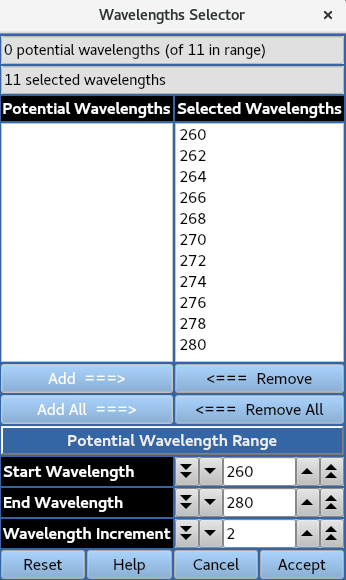 Wavelengths Selector ×
0 potential wavelengths (of 11 in range)
11 selected wavelengths
Potential Wavelengths Selected Wavelengths
260
262
264
266
268
270
272
274
276
278
280
Add ===> <=== Remove
Add All ===> <=== Remove All
Potential Wavelength Range
Start Wavelength 260
End Wavelength 280
Wavelength Increment 2
Reset Help Cancel Accept